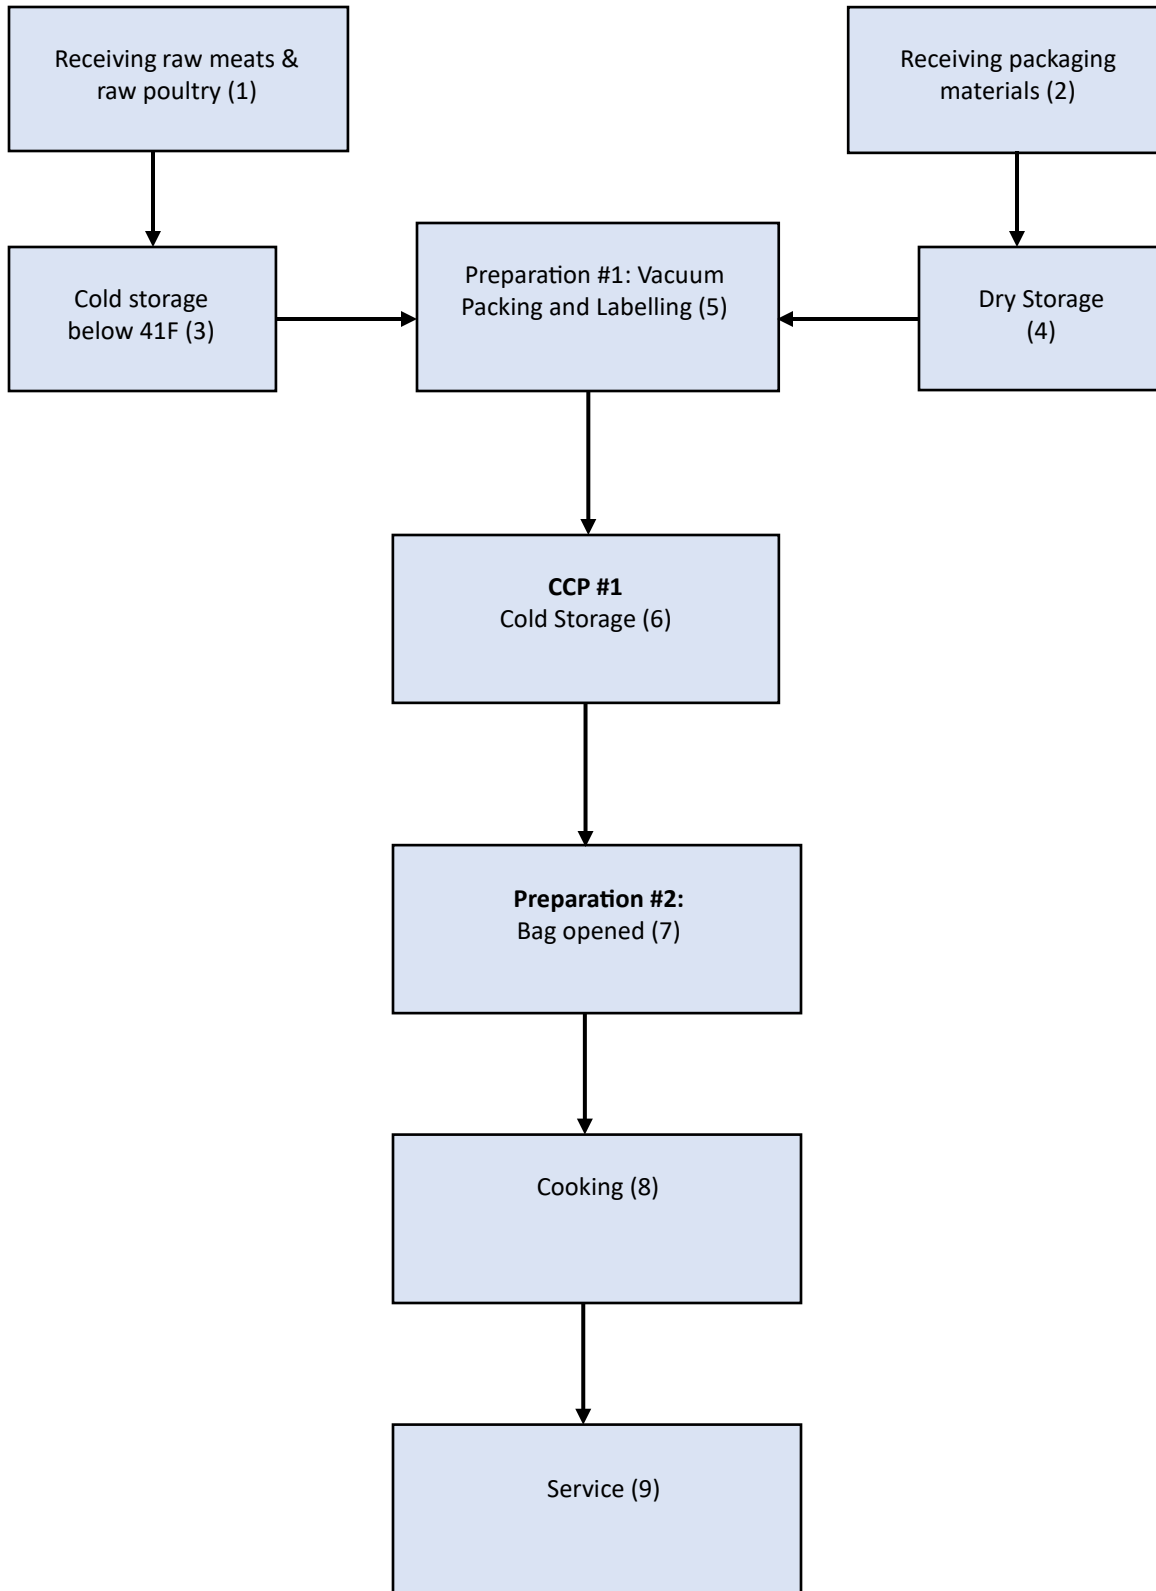 Receiving raw meats &
raw poultry (1)
Receiving packaging
materials (2)
Cold storage
below 41F (3)
Preparation #1: Vacuum
Packing and Labelling (5)
Dry Storage
(4)
CCP #1
Cold Storage (6)
Preparation #2:
Bag opened (7)
Cooking (8)
Service (9)